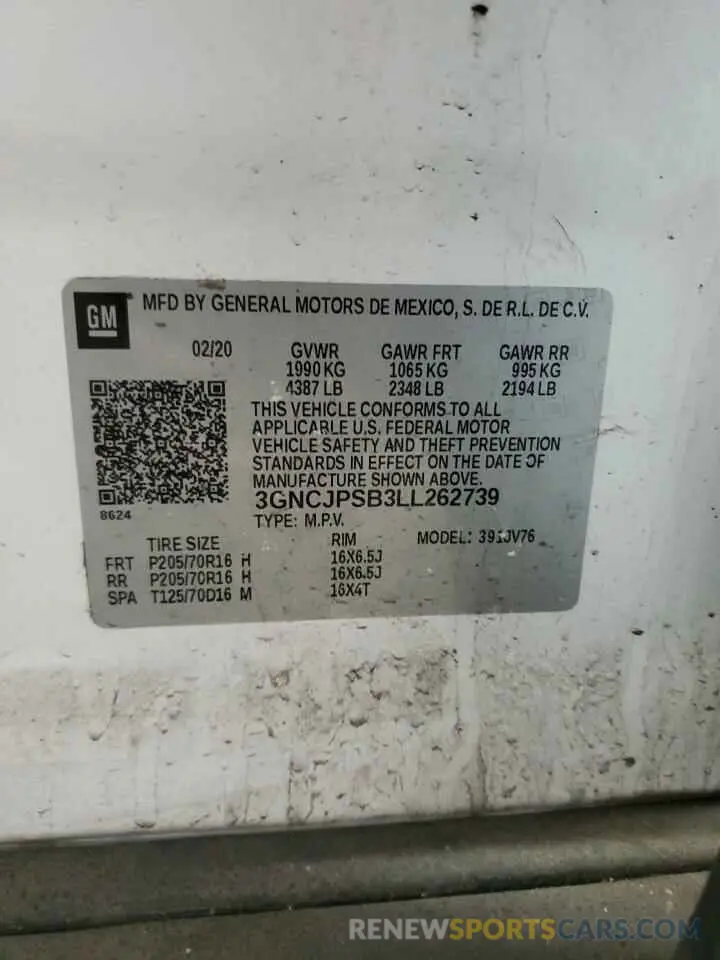 GM MFD BY GENERAL MOTORS DE MEXICO, S. DE R.L. DE C.V.
02/20 GVWR GAWR FRT GAWR RR
1990 KG 1065 KG 995 KG
4387 LB 2348 LB 2194 LB
THIS VEHICLE CONFORMS TO ALL
APPLICABLE U.S. FEDERAL MOTOR
VEHICLE SAFETY AND THEFT PREVENTION
STANDARDS IN EFFECT ON THE DATE OF
MANUFACTURE SHOWN ABOVE.
3GNCJPSB3LL262739
8624
TYPE: M.P.V.
TIRE SIZE RIM MODEL:
FRT P205/70R16 H 16X6.5J
RR P205/70R16 H 16X6.5J
SPA T125/70D16 M 16X4T
RENEWSPORTSCARS.COM